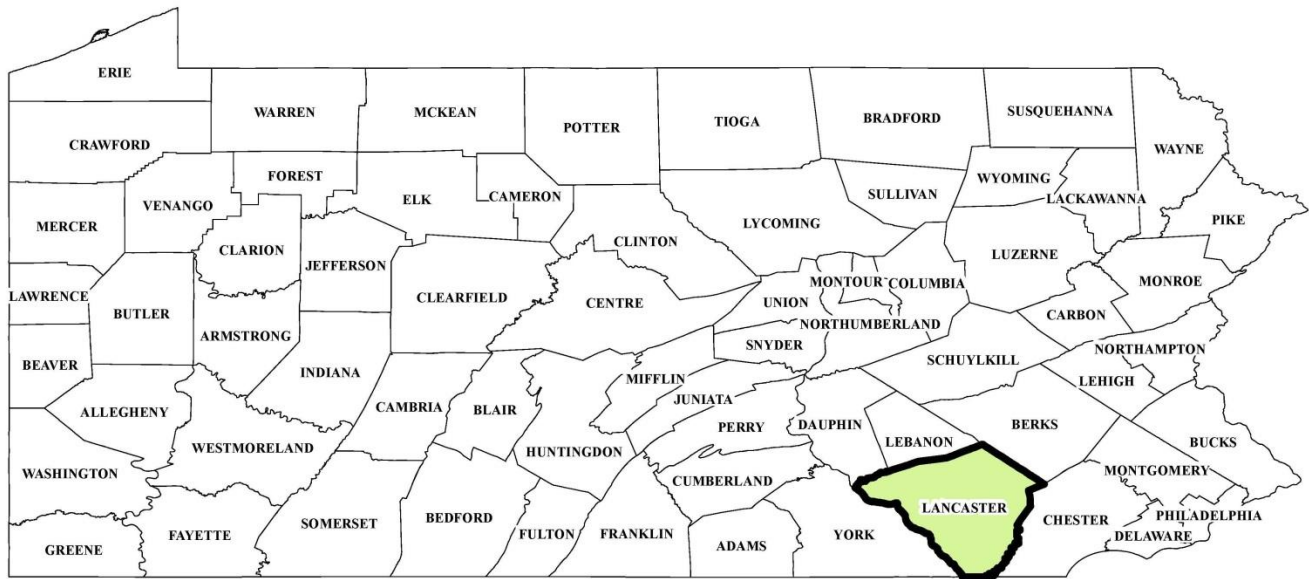 ERIE
CRAWFORD
WARREN
MCKEAN
POTTER
TIOGA
BRADFORD
SUSQUEHANNA
WAYNE
WYOMING
LACKAWANNA
SULLIVAN
PIKE
FOREST
ELK
CAMERON
VENANGO
MERCER
CLARION
JEFFERSON
CLINTON
LYCOMING
LUZERNE
MONROE
LAWRENCE
BUTLER
CLEARFIELD
CENTRE
UNION
MONTOUR
COLUMBIA
CARBON
ARMSTRONG
NORTHUMBERLAND
SNYDER
SCHUYLKILL
NORTHAMPTON
LEHIGH
BEAVER
INDIANA
MIFFLIN
JUNIATA
ALLEGHENY
CAMBRIA
BLAIR
PERRY
DAUPHIN
BERKS
LEBANON
BUCKS
WESTMORELAND
HUNTINGDON
CUMBERLAND
MONTGOMERY
WASHINGTON
LANCASTER
CHESTER
PHILADELPHIA
DELAWARE
GREENE
FAYETTE
SOMERSET
BEDFORD
FULTON
FRANKLIN
ADAMS
YORK